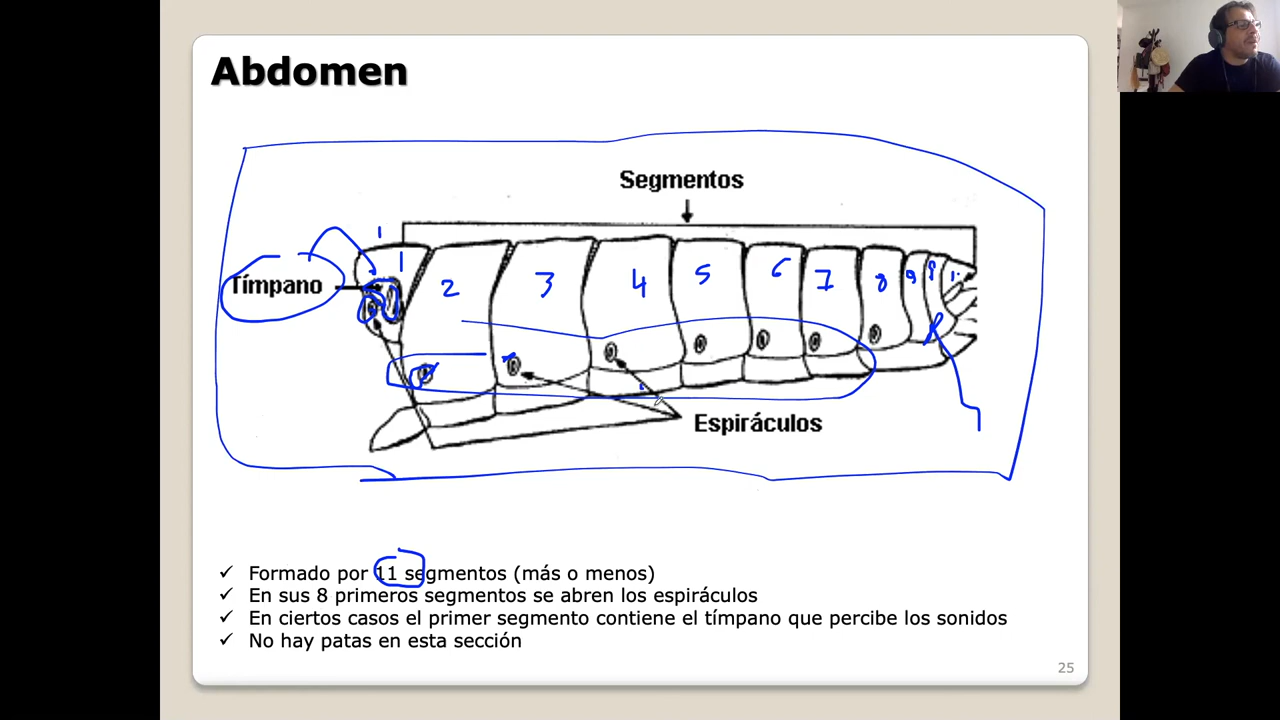 Abdomen
Segmentos
1
Tímpano
1 2 3 4 5 6 7 8 9
Espiráculos
✓ Formado por 11 segmentos (más o menos)
✓ En sus 8 primeros segmentos se abren los espiráculos
✓ En ciertos casos el primer segmento contiene el tímpano que percibe los sonidos
✓ No hay patas en esta sección
25